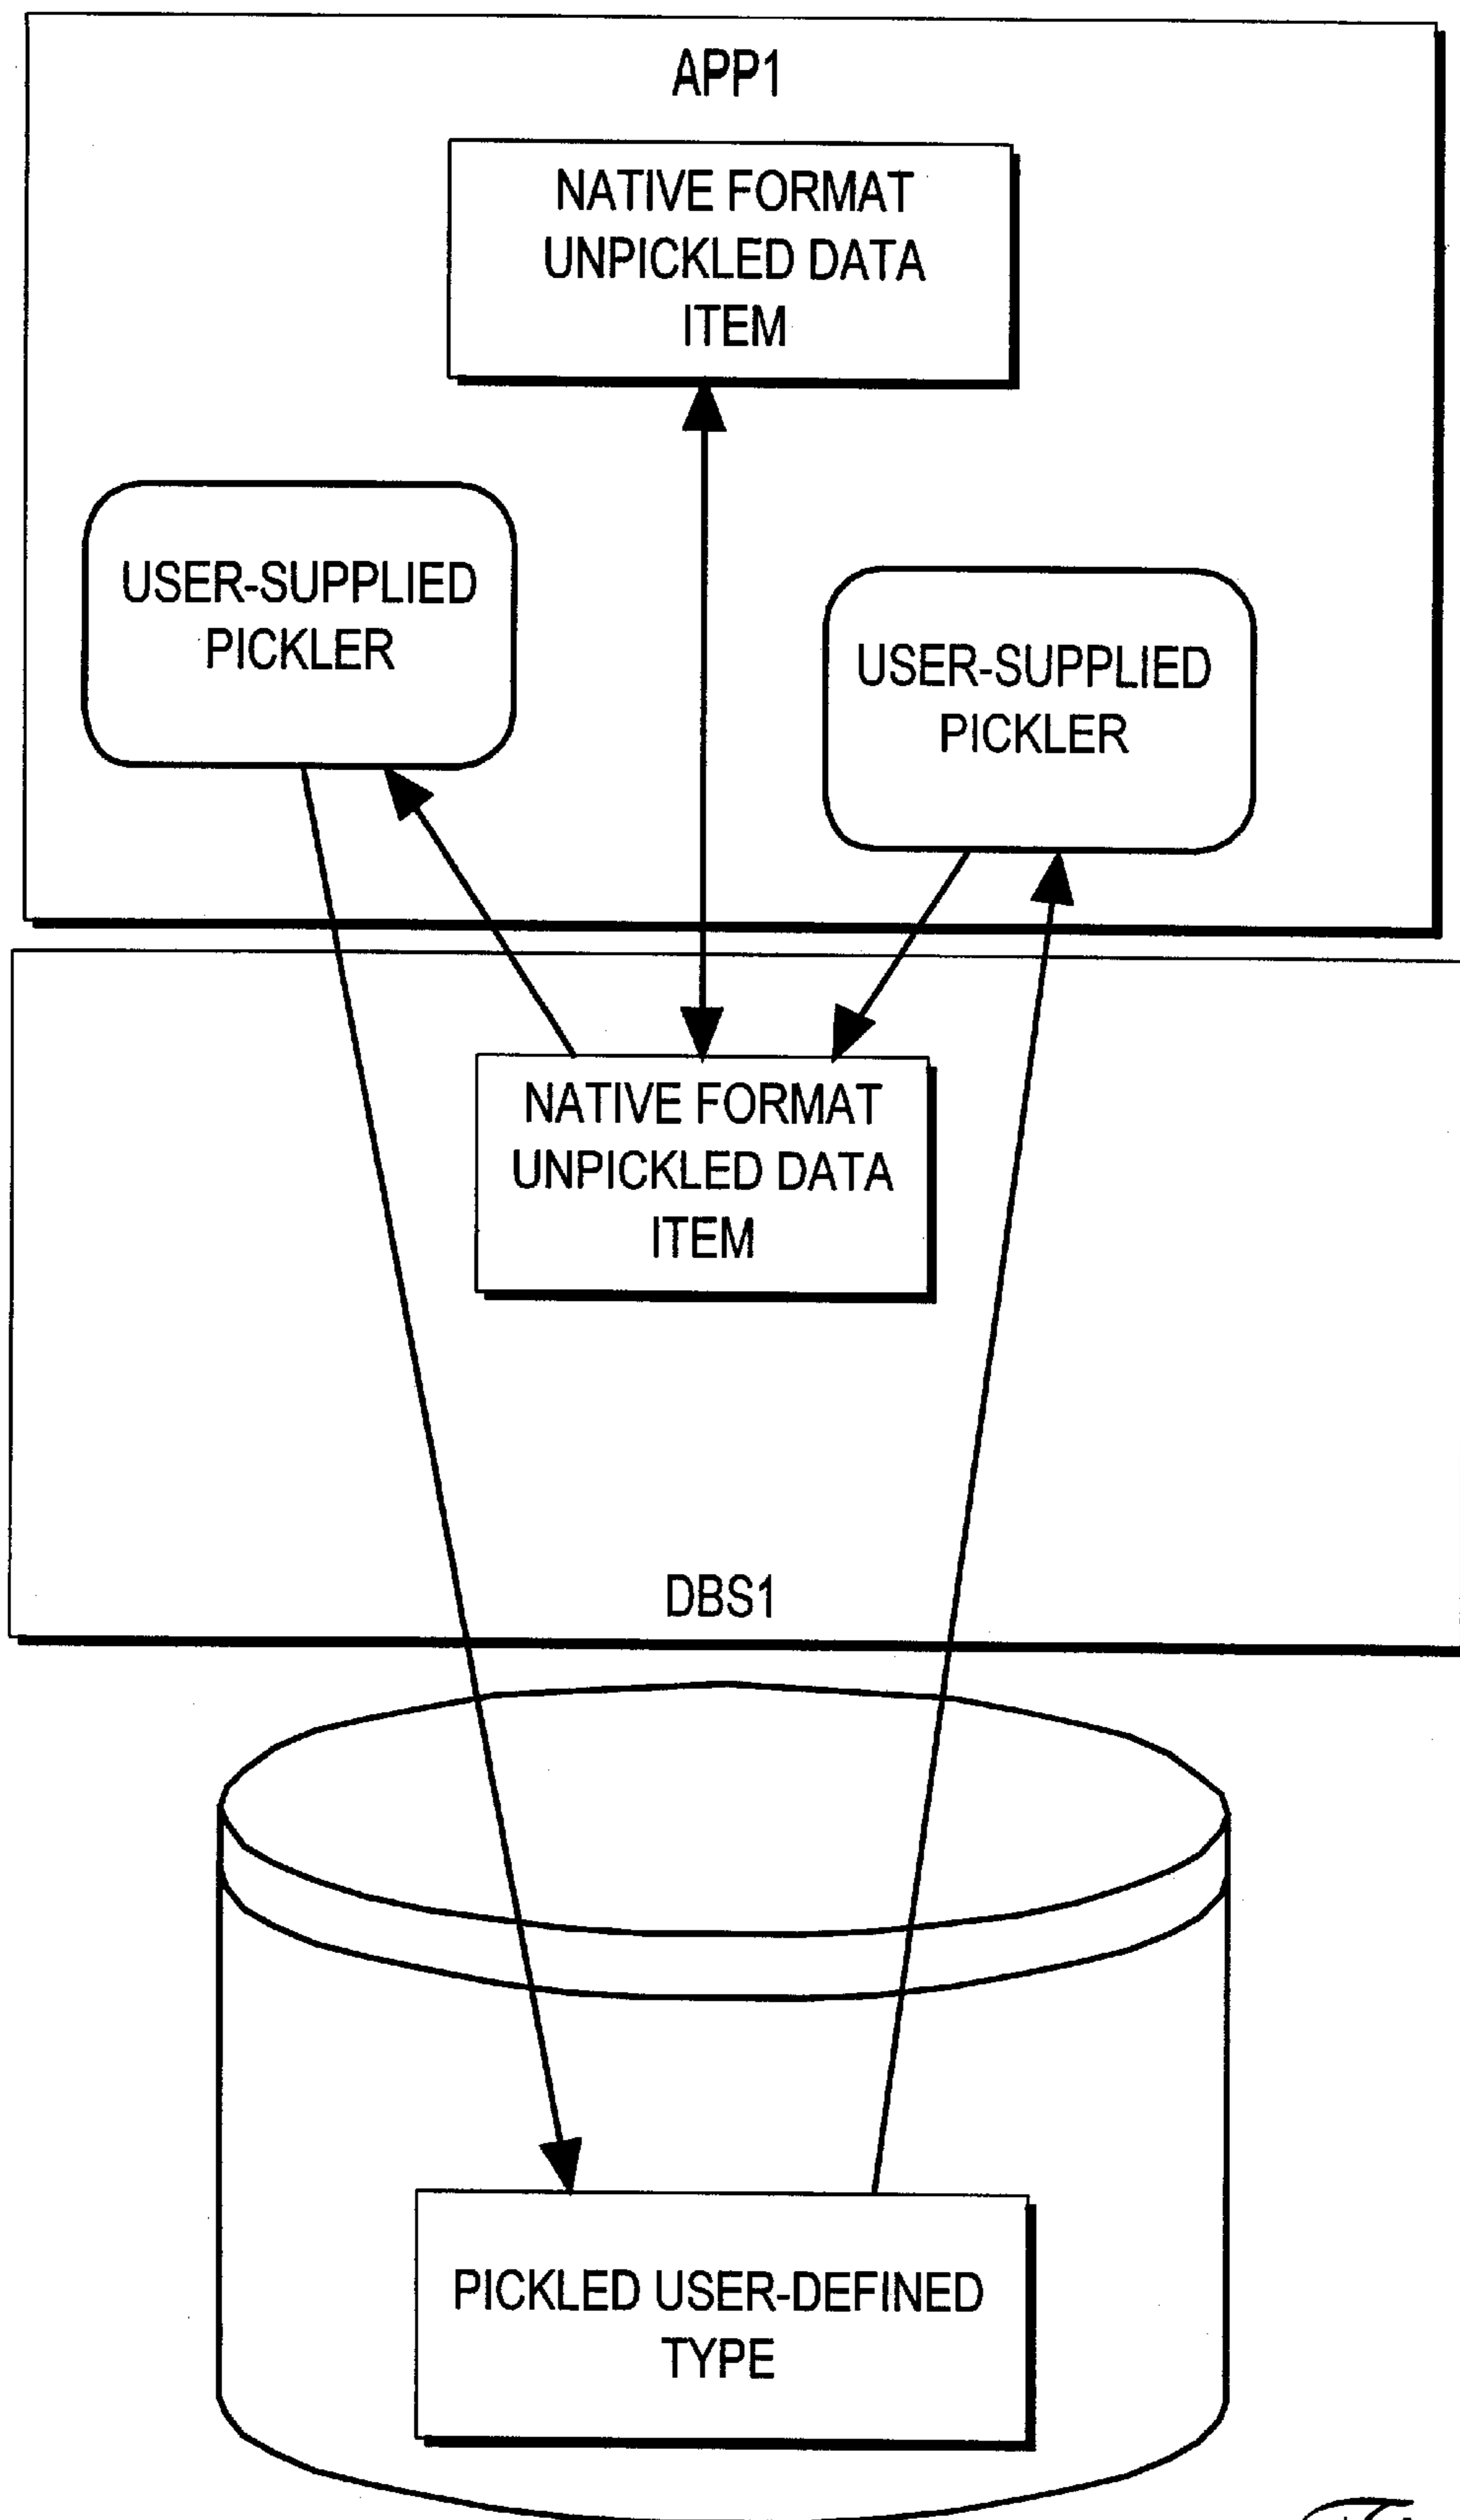 APP1
NATIVE FORMAT
UNPICKLED DATA
ITEM
USER-SUPPLIED
PICKLER
USER-SUPPLIED
PICKLER
NATIVE FORMAT
UNPICKLED DATA
ITEM
DBS1
PICKLED USER-DEFINED
TYPE